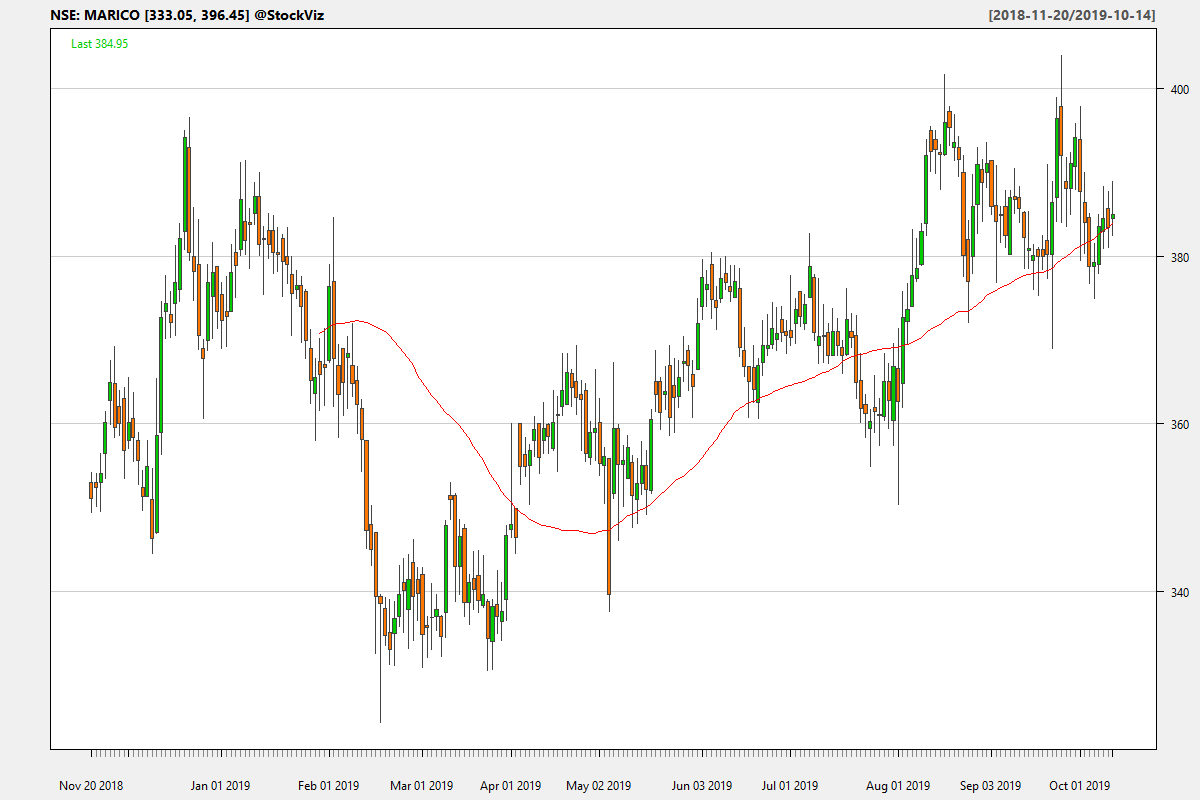 NSE: MARICO [333.05, 396.45] @StockViz
[2018-11-20/2019-10-14]
Last 384.95
400
380
360
340
Nov 20 2018
Jan 01 2019
Feb 01 2019
Mar 01 2019
Apr 01 2019
May 02 2019
Jun 03 2019
Jul 01 2019
Aug 01 2019
Sep 03 2019
Oct 01 2019